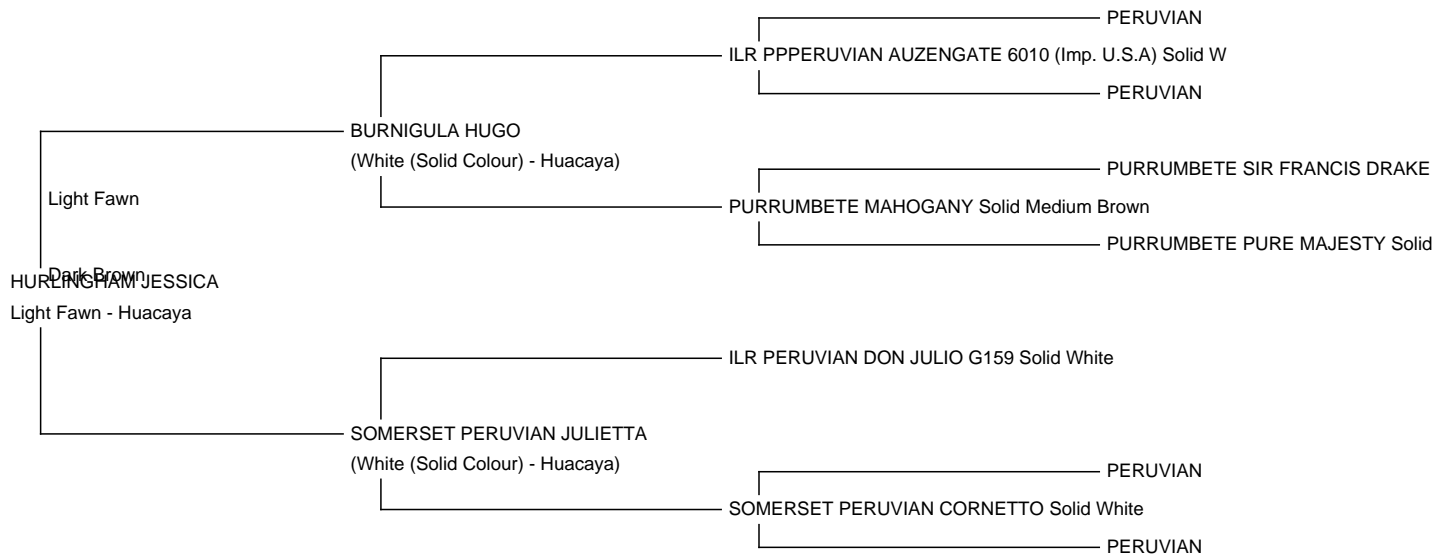 PERUVIAN
ILR PPPERUVIAN AUZENGATE 6010 (Imp. U.S.A) Solid W
PERUVIAN
BURNIGULA HUGO
(White (Solid Colour) - Huacaya)
PURRUMBETE SIR FRANCIS DRAKE
Light Fawn
PURRUMBETE MAHOGANY Solid Medium Brown
PURRUMBETE PURE MAJESTY Solid
Dark Brown
HURLINGHAM JESSICA
Light Fawn - Huacaya
ILR PERUVIAN DON JULIO G159 Solid White
SOMERSET PERUVIAN JULIETTA
(White (Solid Colour) - Huacaya)
PERUVIAN
SOMERSET PERUVIAN CORNETTO Solid White
PERUVIAN